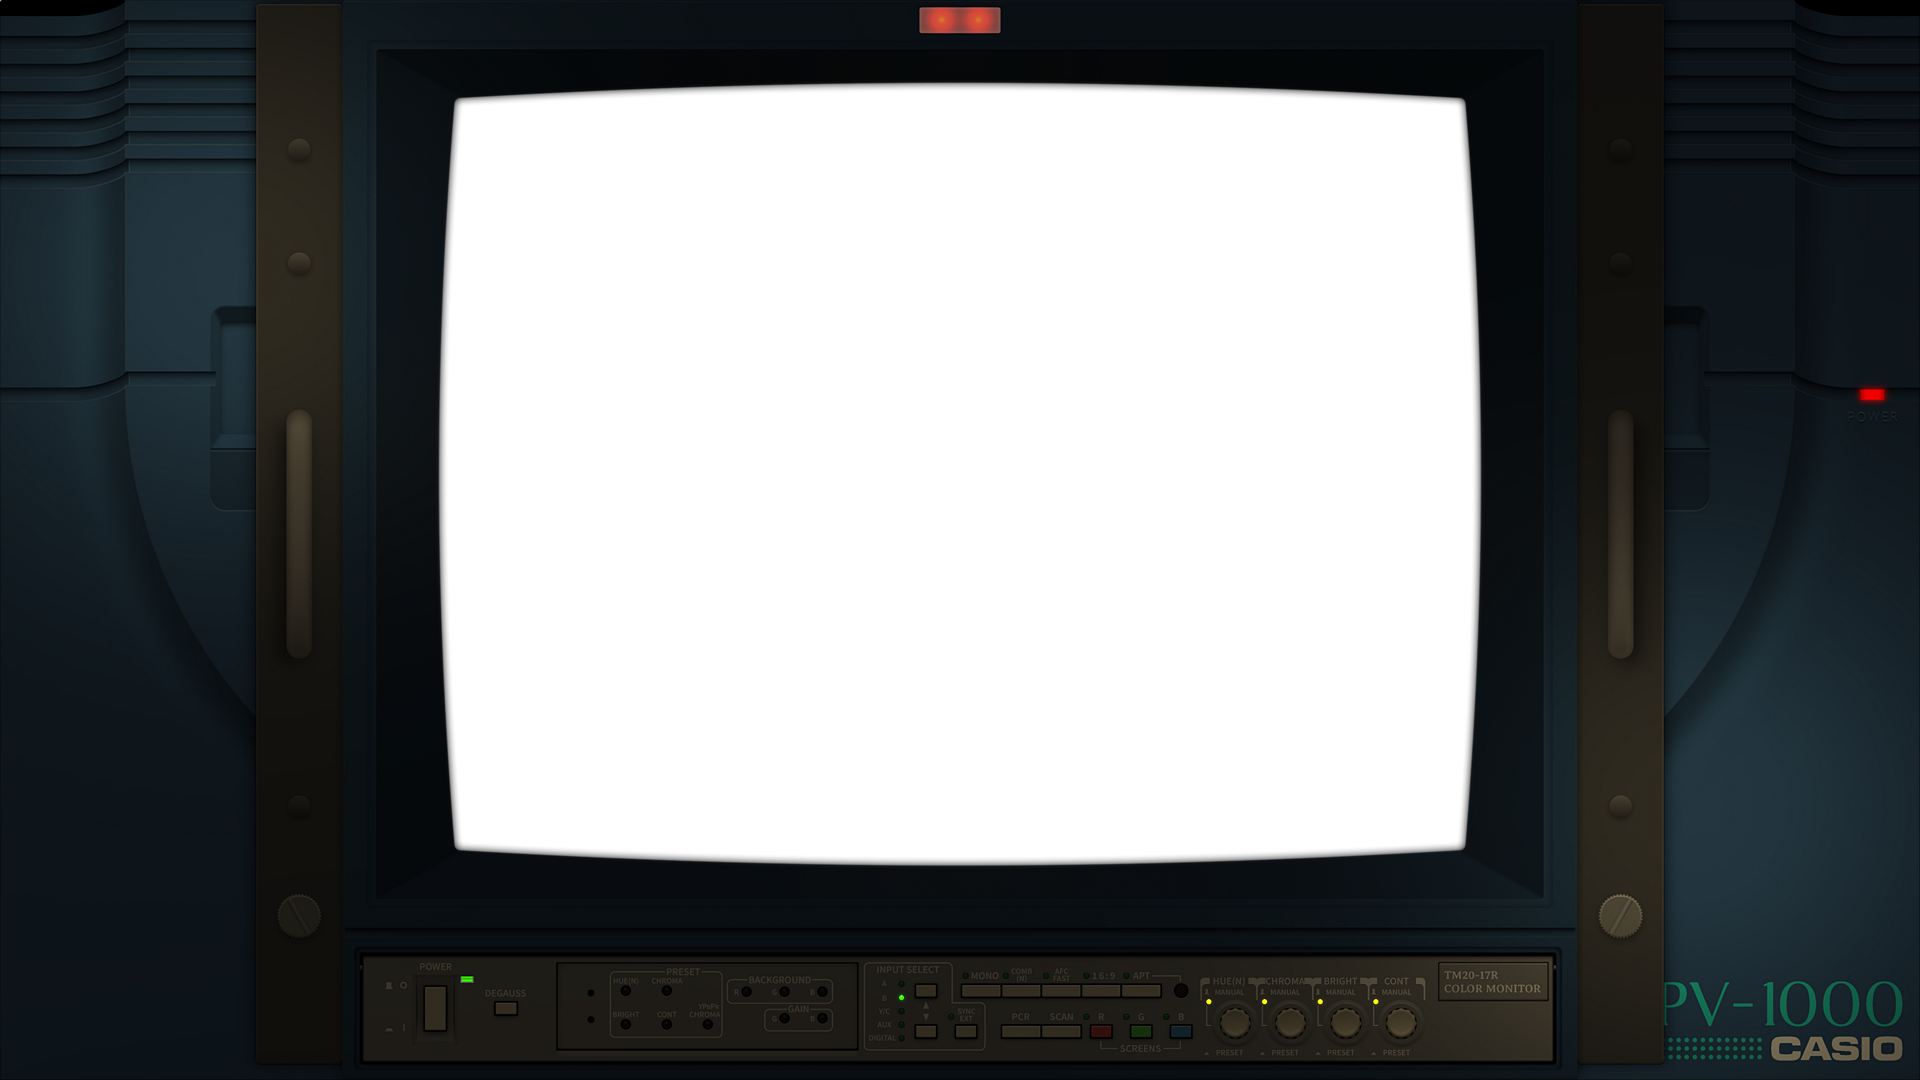 POWER
POWER
DEGAUSS
PRESET
HUE(N)
CHROMA
BRIGHT
CONT
YPbPr
CHROMA
BACKGROUND
R
G
B
GAIN
G
B
INPUT SELECT
A
B
Y/C
AUX
DIGITAL
SYNC
EXT
MONO
COMB
(N)
AFC
FAST
16:9
APT
PCR
SCAN
R
G
B
SCREENS
HUE(N)
CHROMA
BRIGHT
CONT
MANUAL
MANUAL
MANUAL
MANUAL
PRESET
PRESET
PRESET
PRESET
TM20-17R
COLOR MONITOR
PV-1000
CASIO